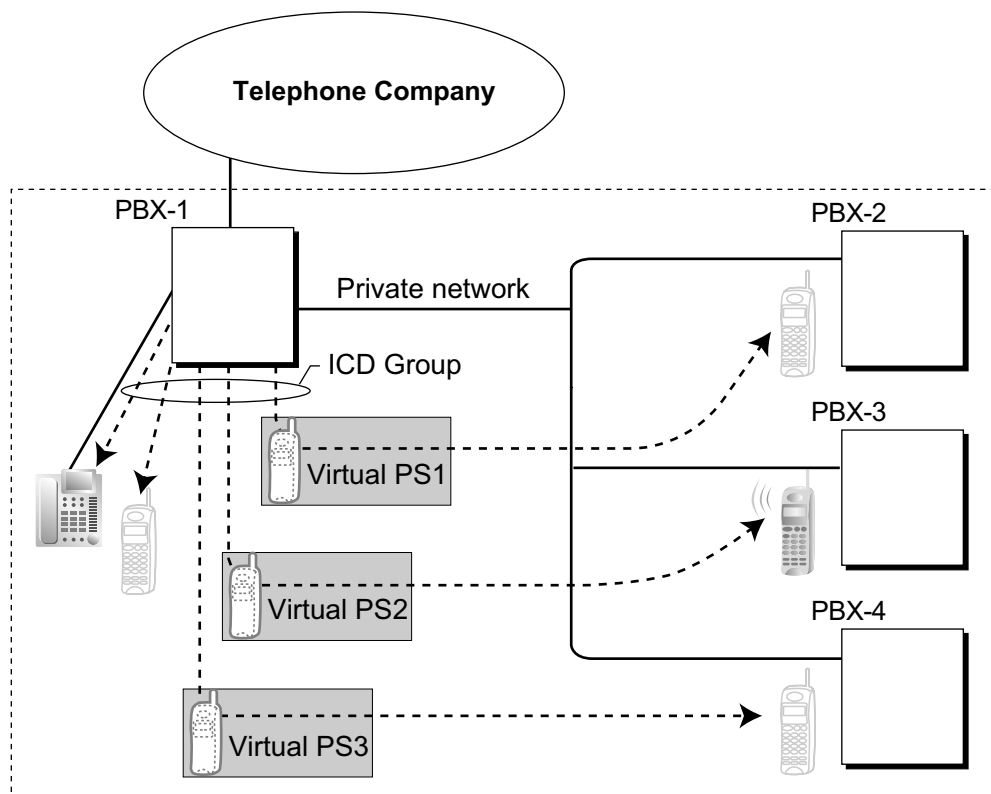 Telephone Company
PBX-1
PBX-2
Private network
ICD Group
PBX-3
Virtual PS1
Virtual PS2
PBX-4
Virtual PS3